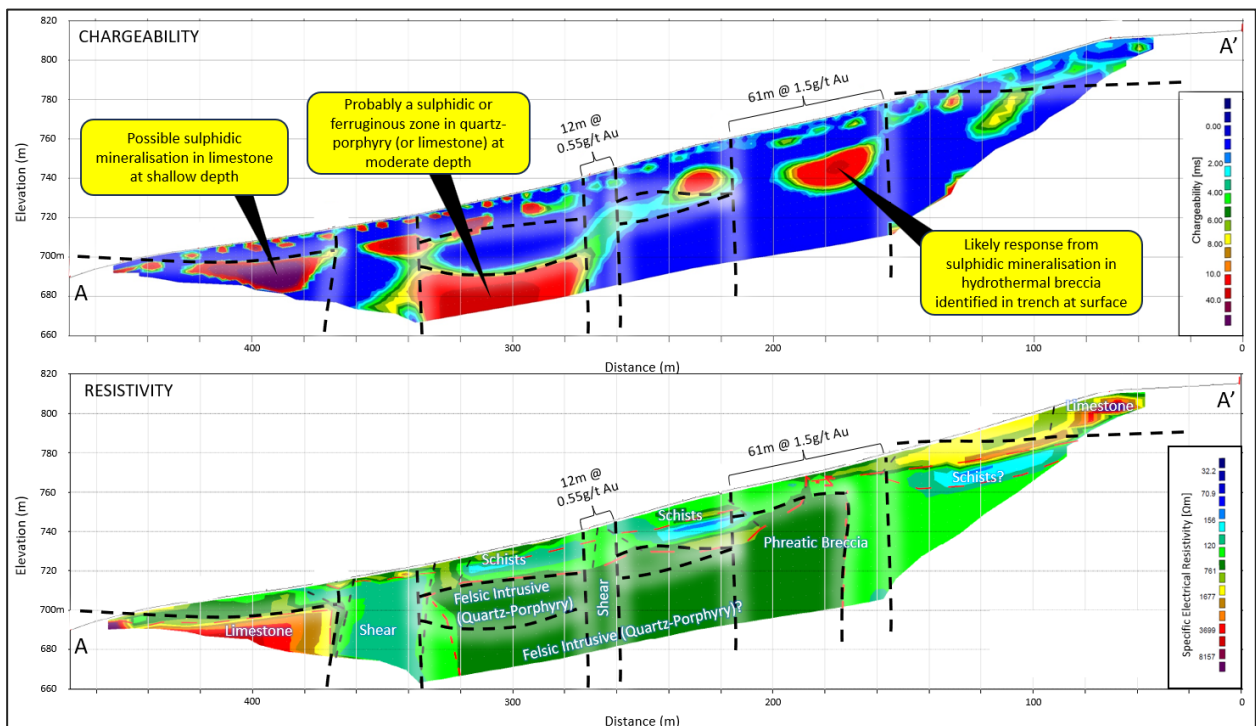 CHARGEABILITY
A'
820
800
780
760
740
720
700m
680
660
Elevation (m)
Possible sulphidic
mineralisation in limestone
at shallow depth
Probably a sulphidic or
ferruginous zone in quartz-
porphyry (or limestone) at
moderate depth
12m @
0.55g/t Au
61m @ 1.5g/t Au
Likely response from
sulphidic mineralisation in
hydrothermal breccia
identified in trench at surface
A
Chargeability [ms]
0.00
2.00
4.00
6.00
8.00
10.0
40.0
400
300
200
100
0
Distance (m)
RESISTIVITY
A'
820
800
780
760
740
720
700m
680
660
Elevation (m)
Limestone
61m @ 1.5g/t Au
12m @
0.55g/t Au
Schists?
Schists
Schists
Phreatic Breccia
Felsic Intrusive
(Quartz-Porphyry)
Shear
Felsic Intrusive (Quartz-Porphyry)?
Limestone
Shear
A
Specific Electrical Resistivity [Ωm]
32.2
70.9
156
120
761
1677
3699
8157
400
300
200
100
0
Distance (m)